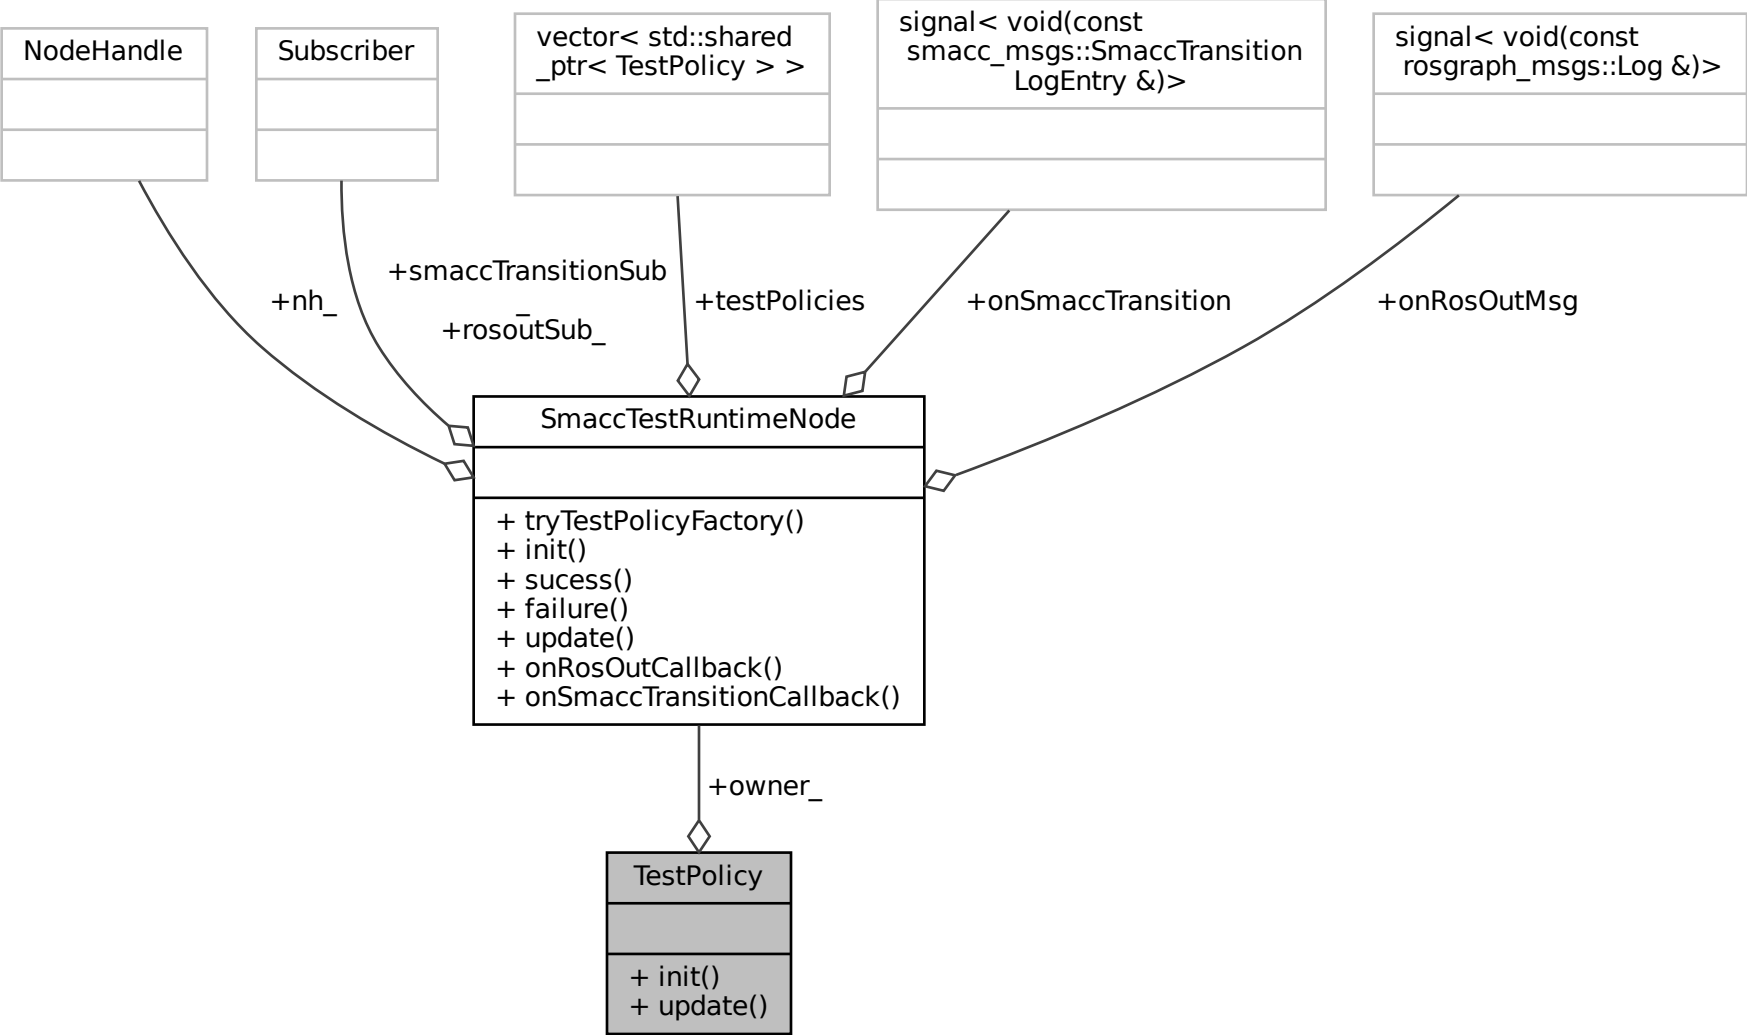 NodeHandle
Subscriber
vector< std::shared
_ptr< TestPolicy > >
signal< void(const
smacc_msgs::SmaccTransition
LogEntry &)>
signal< void(const
rosgraph_msgs::Log &)>
+nh_
+smaccTransitionSub
_
+rosoutSub_
+testPolicies
+onSmaccTransition
+onRosOutMsg
SmaccTestRuntimeNode
+ tryTestPolicyFactory()
+ init()
+ sucess()
+ failure()
+ update()
+ onRosOutCallback()
+ onSmaccTransitionCallback()
+owner_
TestPolicy
+ init()
+ update()